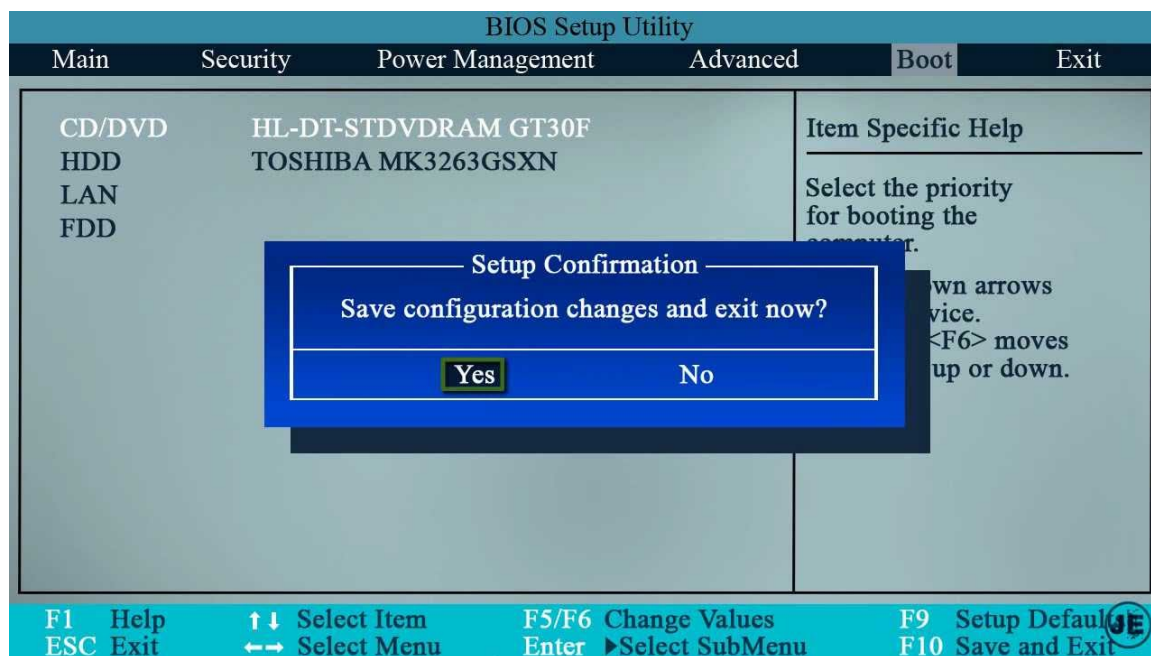 BIOS Setup Utility
Main Security Power Management Advanced Boot Exit
CD/DVD HL-DT-STDVDRAM GT30F
HDD TOSHIBA MK3263GSXN
LAN
FDD
Item Specific Help
Select the priority
for booting the
computer.
arrows
<F6> moves
up or down.
Setup Confirmation
Save configuration changes and exit now?
Yes No
F1 Help ↑↓ Select Item F5/F6 Change Values F9 Setup
ESC Exit ←→ Select Menu Enter ▶Select SubMenu F10 Save and Exit
JE